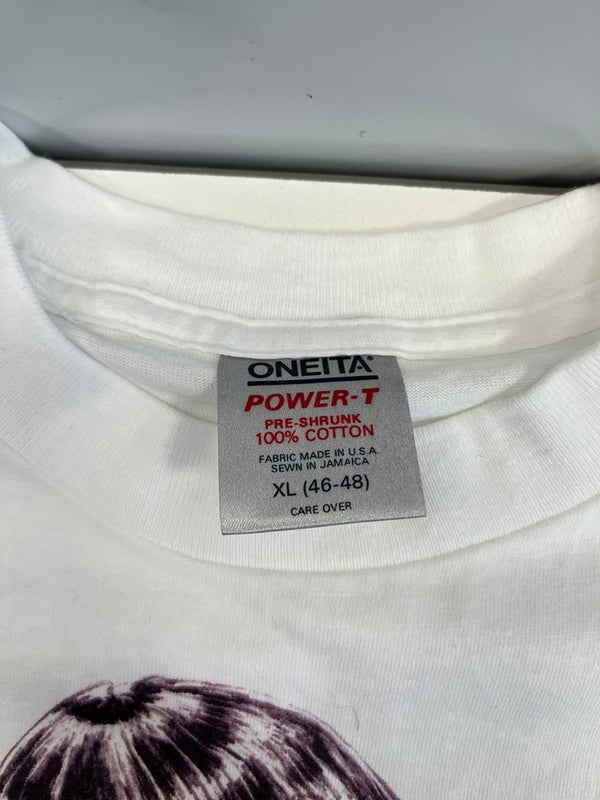 ONEITA®
POWER-T
PRE-SHRUNK
100% COTTON
FABRIC MADE IN U.S.A.
SEWN IN JAMAICA
XL (46-48)
CARE OVER